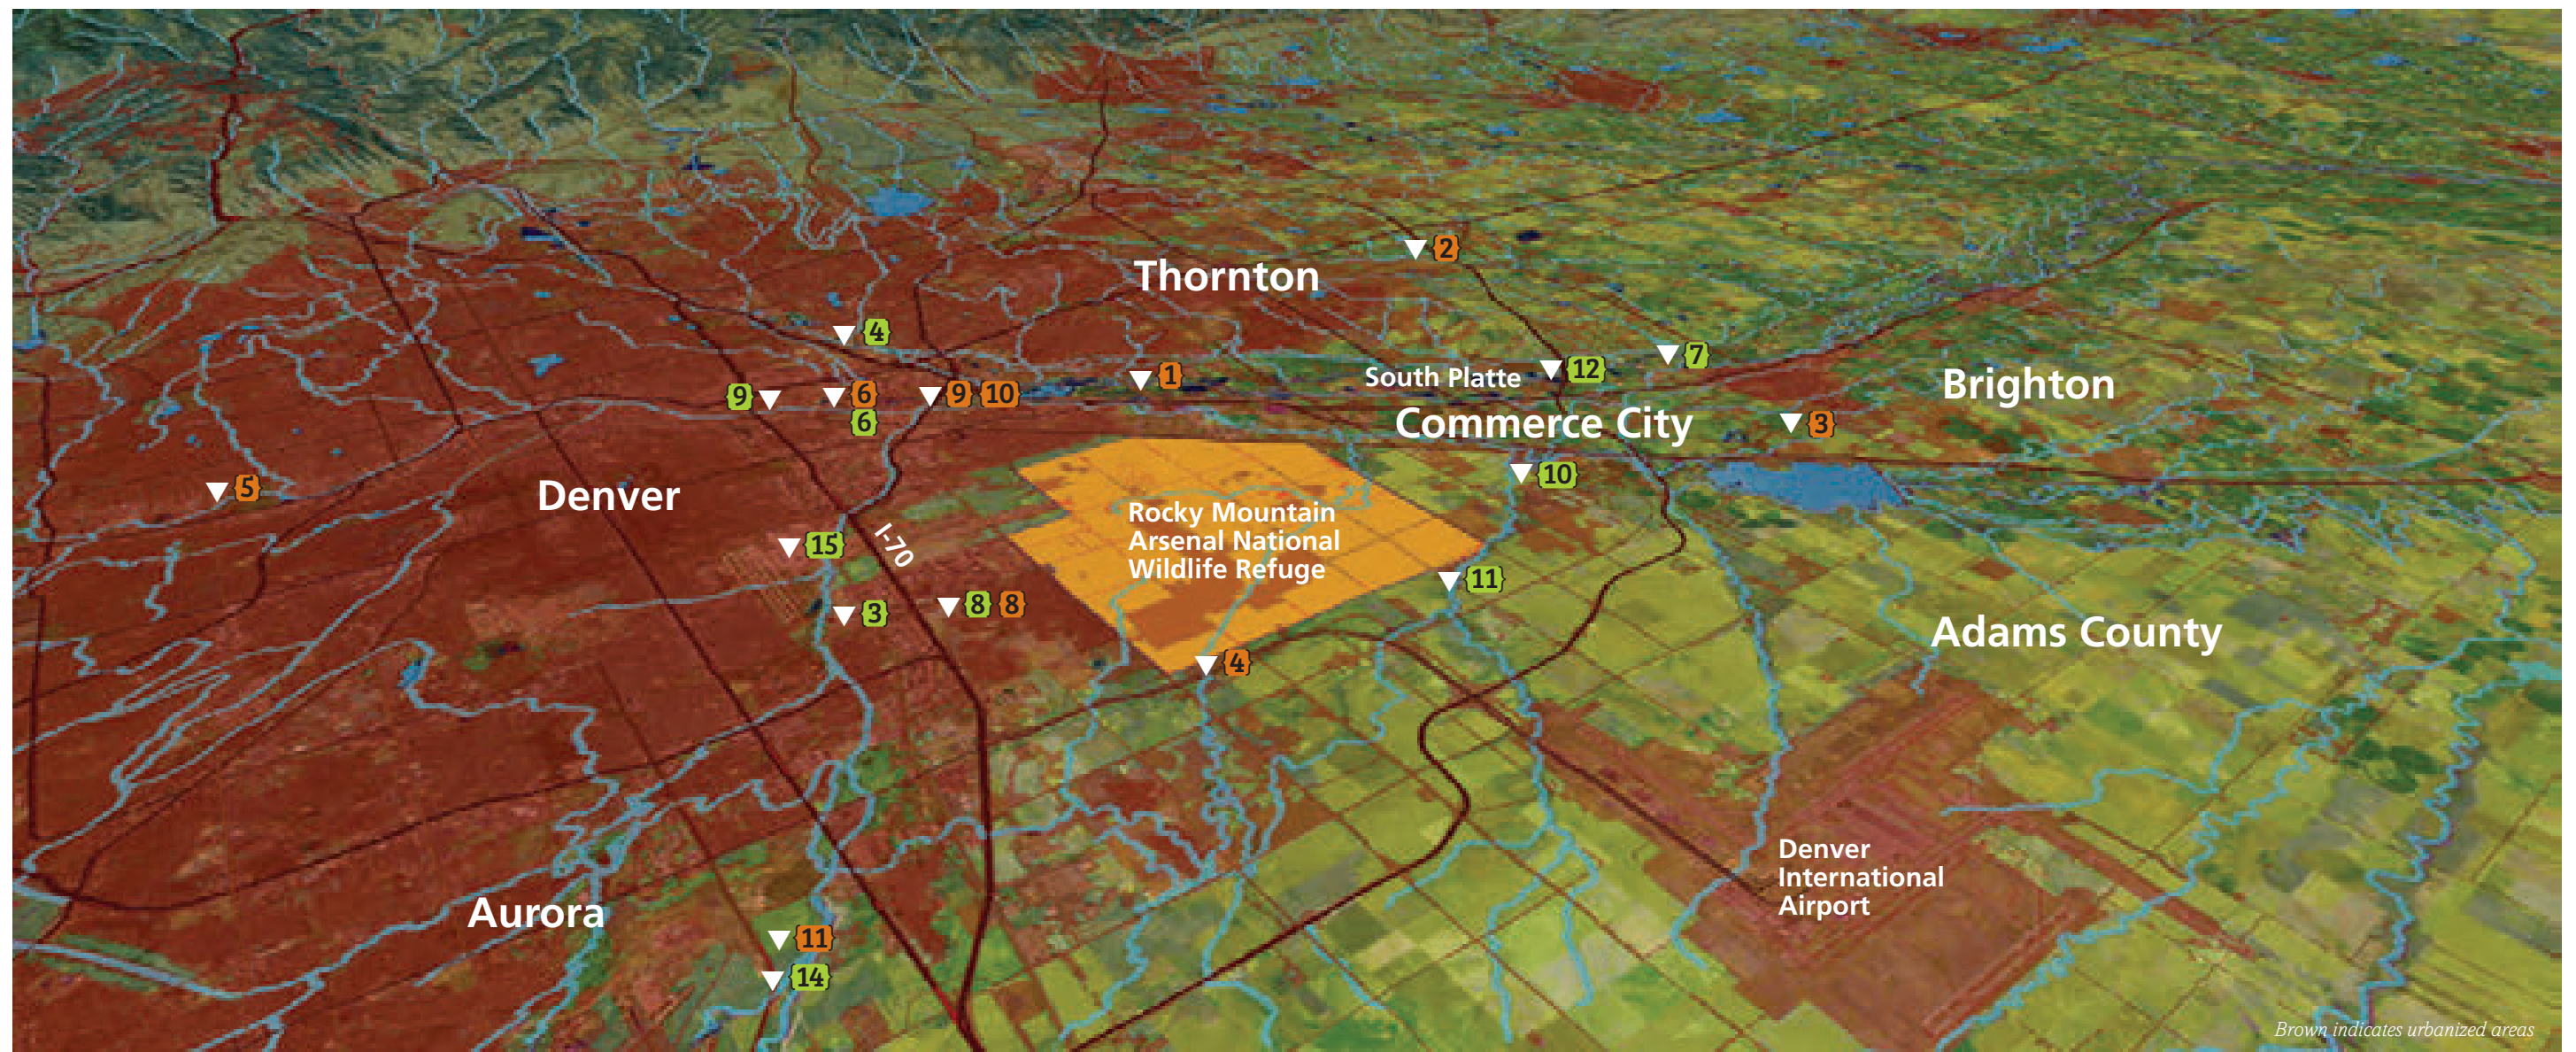 2
Thornton
4
12
7
South Platte
1
Brighton
9
6
9 10
6
Commerce City
3
10
5
Denver
Rocky Mountain
Arsenal National
Wildlife Refuge
I-70
15
11
3
8 8
4
Adams County
Denver
International
Airport
Aurora
11
14
Brown indicates urbanized areas